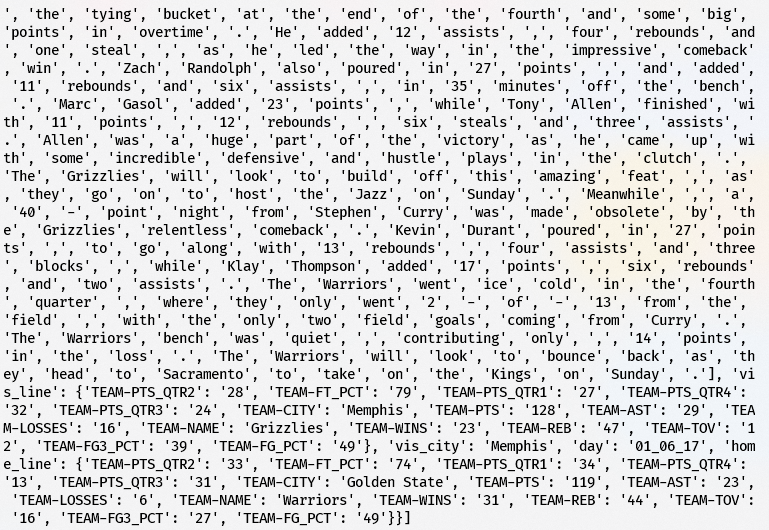 ', 'the', 'tying', 'bucket', 'at', 'the', 'end', 'of', 'the', 'fourth', 'and', 'some', 'big',
'points', 'in', 'overtime', '.', 'He', 'added', '12', 'assists', ',', 'four', 'rebounds', 'and
', 'one', 'steal', ',', 'as', 'he', 'led', 'the', 'way', 'in', 'the', 'impressive', 'comeback'
, 'win', '.', 'Zach', 'Randolph', 'also', 'poured', 'in', '27', 'points', ',', 'and', 'added',
'11', 'rebounds', 'and', 'six', 'assists', ',', 'in', '35', 'minutes', 'off', 'the', 'bench',
'.', 'Marc', 'Gasol', 'added', '23', 'points', ',', 'while', 'Tony', 'Allen', 'finished', 'wi
th', '11', 'points', ',', '12', 'rebounds', ',', 'six', 'steals', 'and', 'three', 'assists', '
.', 'Allen', 'was', 'a', 'huge', 'part', 'of', 'the', 'victory', 'as', 'he', 'came', 'up', 'wi
th', 'some', 'incredible', 'defensive', 'and', 'hustle', 'plays', 'in', 'the', 'clutch', '.',
'The', 'Grizzlies', 'will', 'look', 'to', 'build', 'off', 'this', 'amazing', 'feat', ',', 'as'
, 'they', 'go', 'on', 'to', 'host', 'the', 'Jazz', 'on', 'Sunday', '.', 'Meanwhile', ',', 'a',
'40', '-', 'point', 'night', 'from', 'Stephen', 'Curry', 'was', 'made', 'obsolete', 'by', 'th
e', 'Grizzlies', 'relentless', 'comeback', '.', 'Kevin', 'Durant', 'poured', 'in', '27', 'poin
ts', ',', 'to', 'go', 'along', 'with', '13', 'rebounds', ',', 'four', 'assists', 'and', 'three
', 'blocks', ',', 'while', 'Klay', 'Thompson', 'added', '17', 'points', ',', 'six', 'rebounds'
, 'and', 'two', 'assists', '.', 'The', 'Warriors', 'went', 'ice', 'cold', 'in', 'the', 'fourth
', 'quarter', ',', 'where', 'they', 'only', 'went', '2', '-', 'of', '-', '13', 'from', 'the',
'field', ',', 'with', 'the', 'only', 'two', 'field', 'goals', 'coming', 'from', 'Curry', '.',
'The', 'Warriors', 'bench', 'was', 'quiet', ',', 'contributing', 'only', ',', '14', 'points',
'in', 'the', 'loss', '.', 'The', 'Warriors', 'will', 'look', 'to', 'bounce', 'back', 'as', 'th
ey', 'head', 'to', 'Sacramento', 'to', 'take', 'on', 'the', 'Kings', 'on', 'Sunday', '.'], 'vi
s_line': {'TEAM-PTS_QTR2': '28', 'TEAM-FT_PCT': '79', 'TEAM-PTS_QTR1': '27', 'TEAM-PTS_QTR4':
'32', 'TEAM-PTS_QTR3': '24', 'TEAM-CITY': 'Memphis', 'TEAM-PTS': '128', 'TEAM-AST': '29', 'TEA
M-LOSSES': '16', 'TEAM-NAME': 'Grizzlies', 'TEAM-WINS': '23', 'TEAM-REB': '47', 'TEAM-TOV': '1
2', 'TEAM-FG3_PCT': '39', 'TEAM-FG_PCT': '49'}, 'vis_city': 'Memphis', 'day': '01_06_17', 'hom
e_line': {'TEAM-PTS_QTR2': '33', 'TEAM-FT_PCT': '74', 'TEAM-PTS_QTR1': '34', 'TEAM-PTS_QTR4':
'13', 'TEAM-PTS_QTR3': '31', 'TEAM-CITY': 'Golden State', 'TEAM-PTS': '119', 'TEAM-AST': '23',
'TEAM-LOSSES': '6', 'TEAM-NAME': 'Warriors', 'TEAM-WINS': '31', 'TEAM-REB': '44', 'TEAM-TOV':
'16', 'TEAM-FG3_PCT': '27', 'TEAM-FG_PCT': '49'}}]